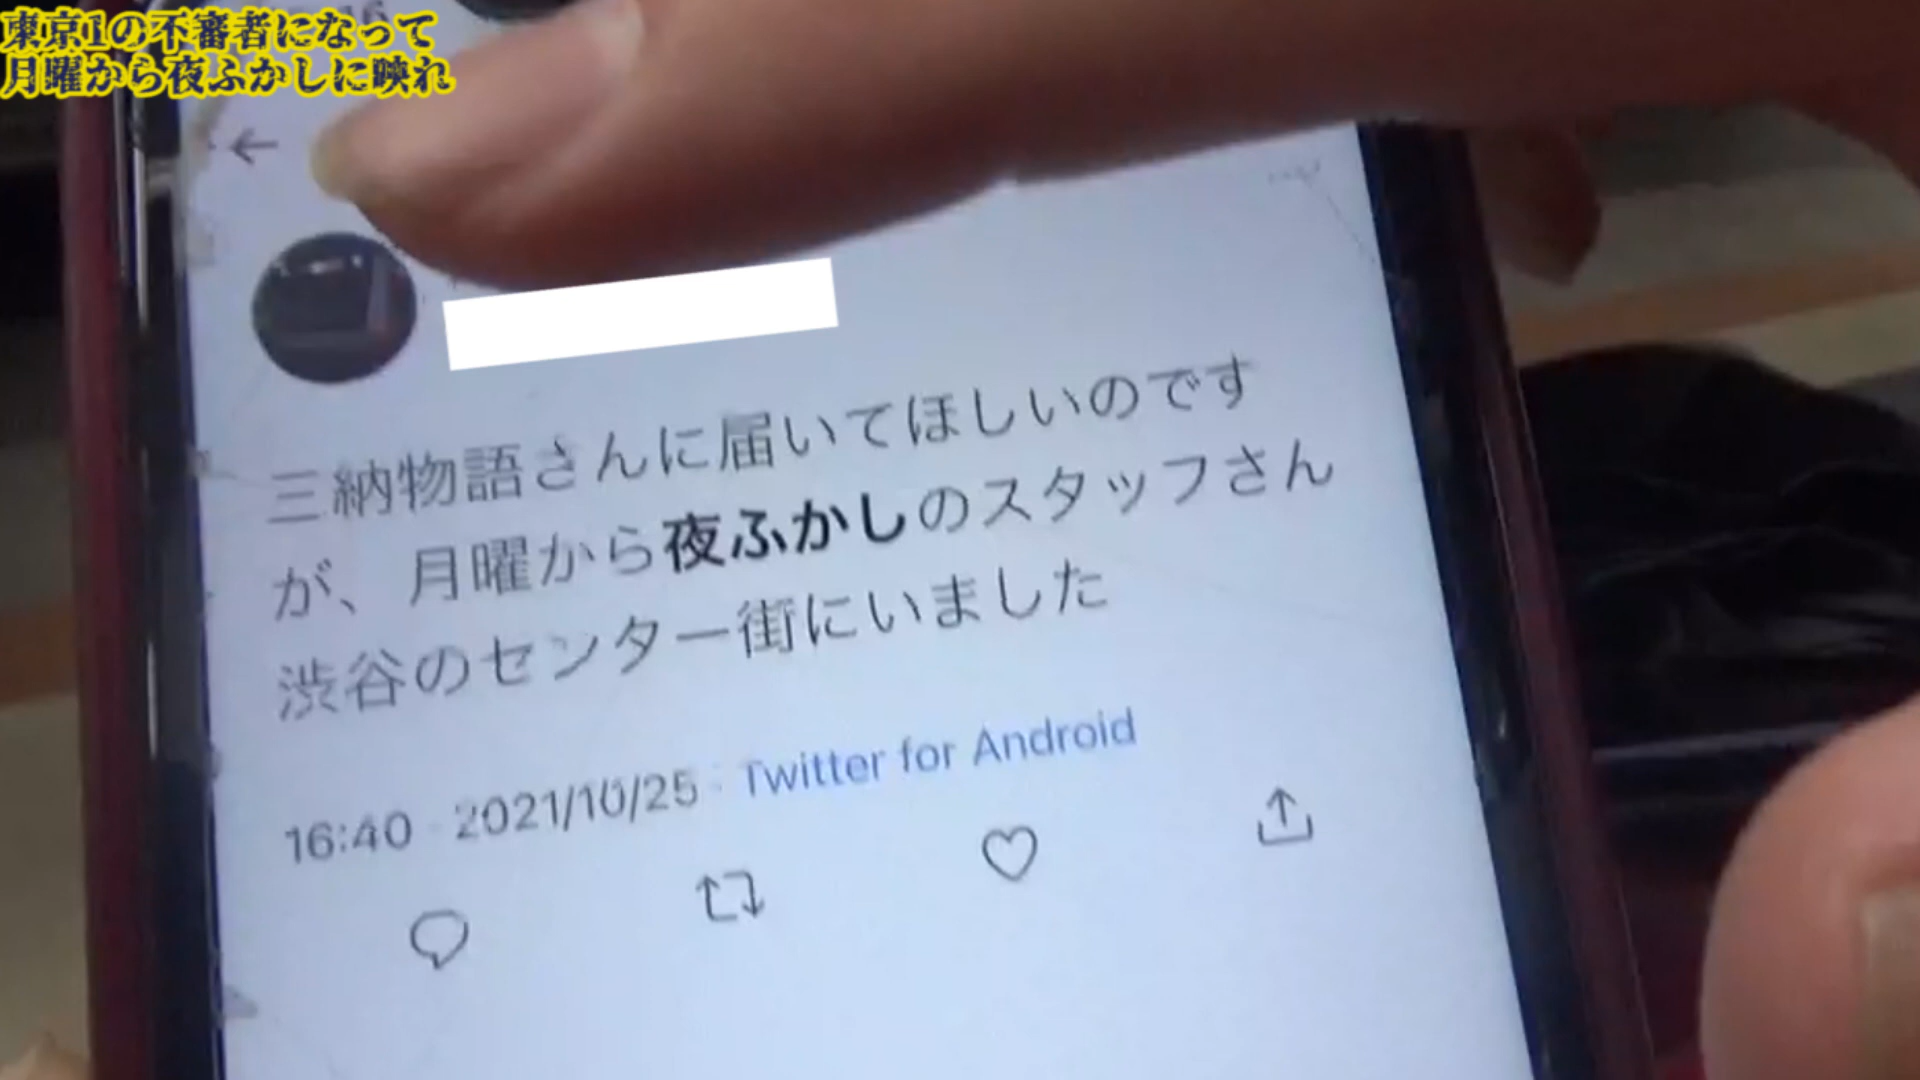 東京1の不審者になって
月曜から夜ふかしに映れ
三納物語さんに届いてほしいのです
が、月曜から夜ふかしのスタッフさん
渋谷のセンター街にいました
16:40 · 2021/10/25 · Twitter for Android